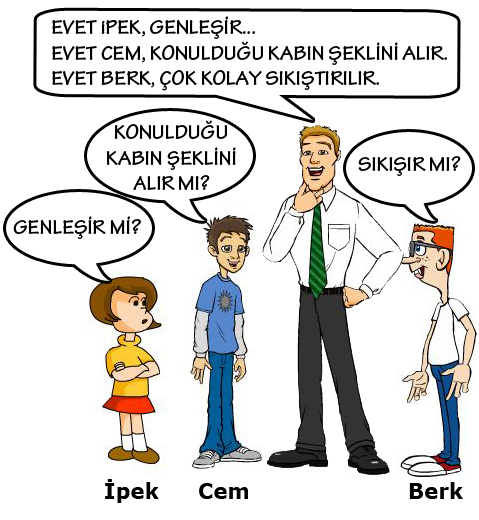 EVET İPEK, GENLEŞİR...
EVET CEM, KONULDUĞU KABIN ŞEKLİNİ ALIR.
EVET BERK, ÇOK KOLAY SIKIŞTIRILIR.
KONULDUĞU
KABIN ŞEKLİNİ
ALIR MI?
SIKIŞIR MI?
GENLEŞİR Mİ?
İpek
Cem
Berk